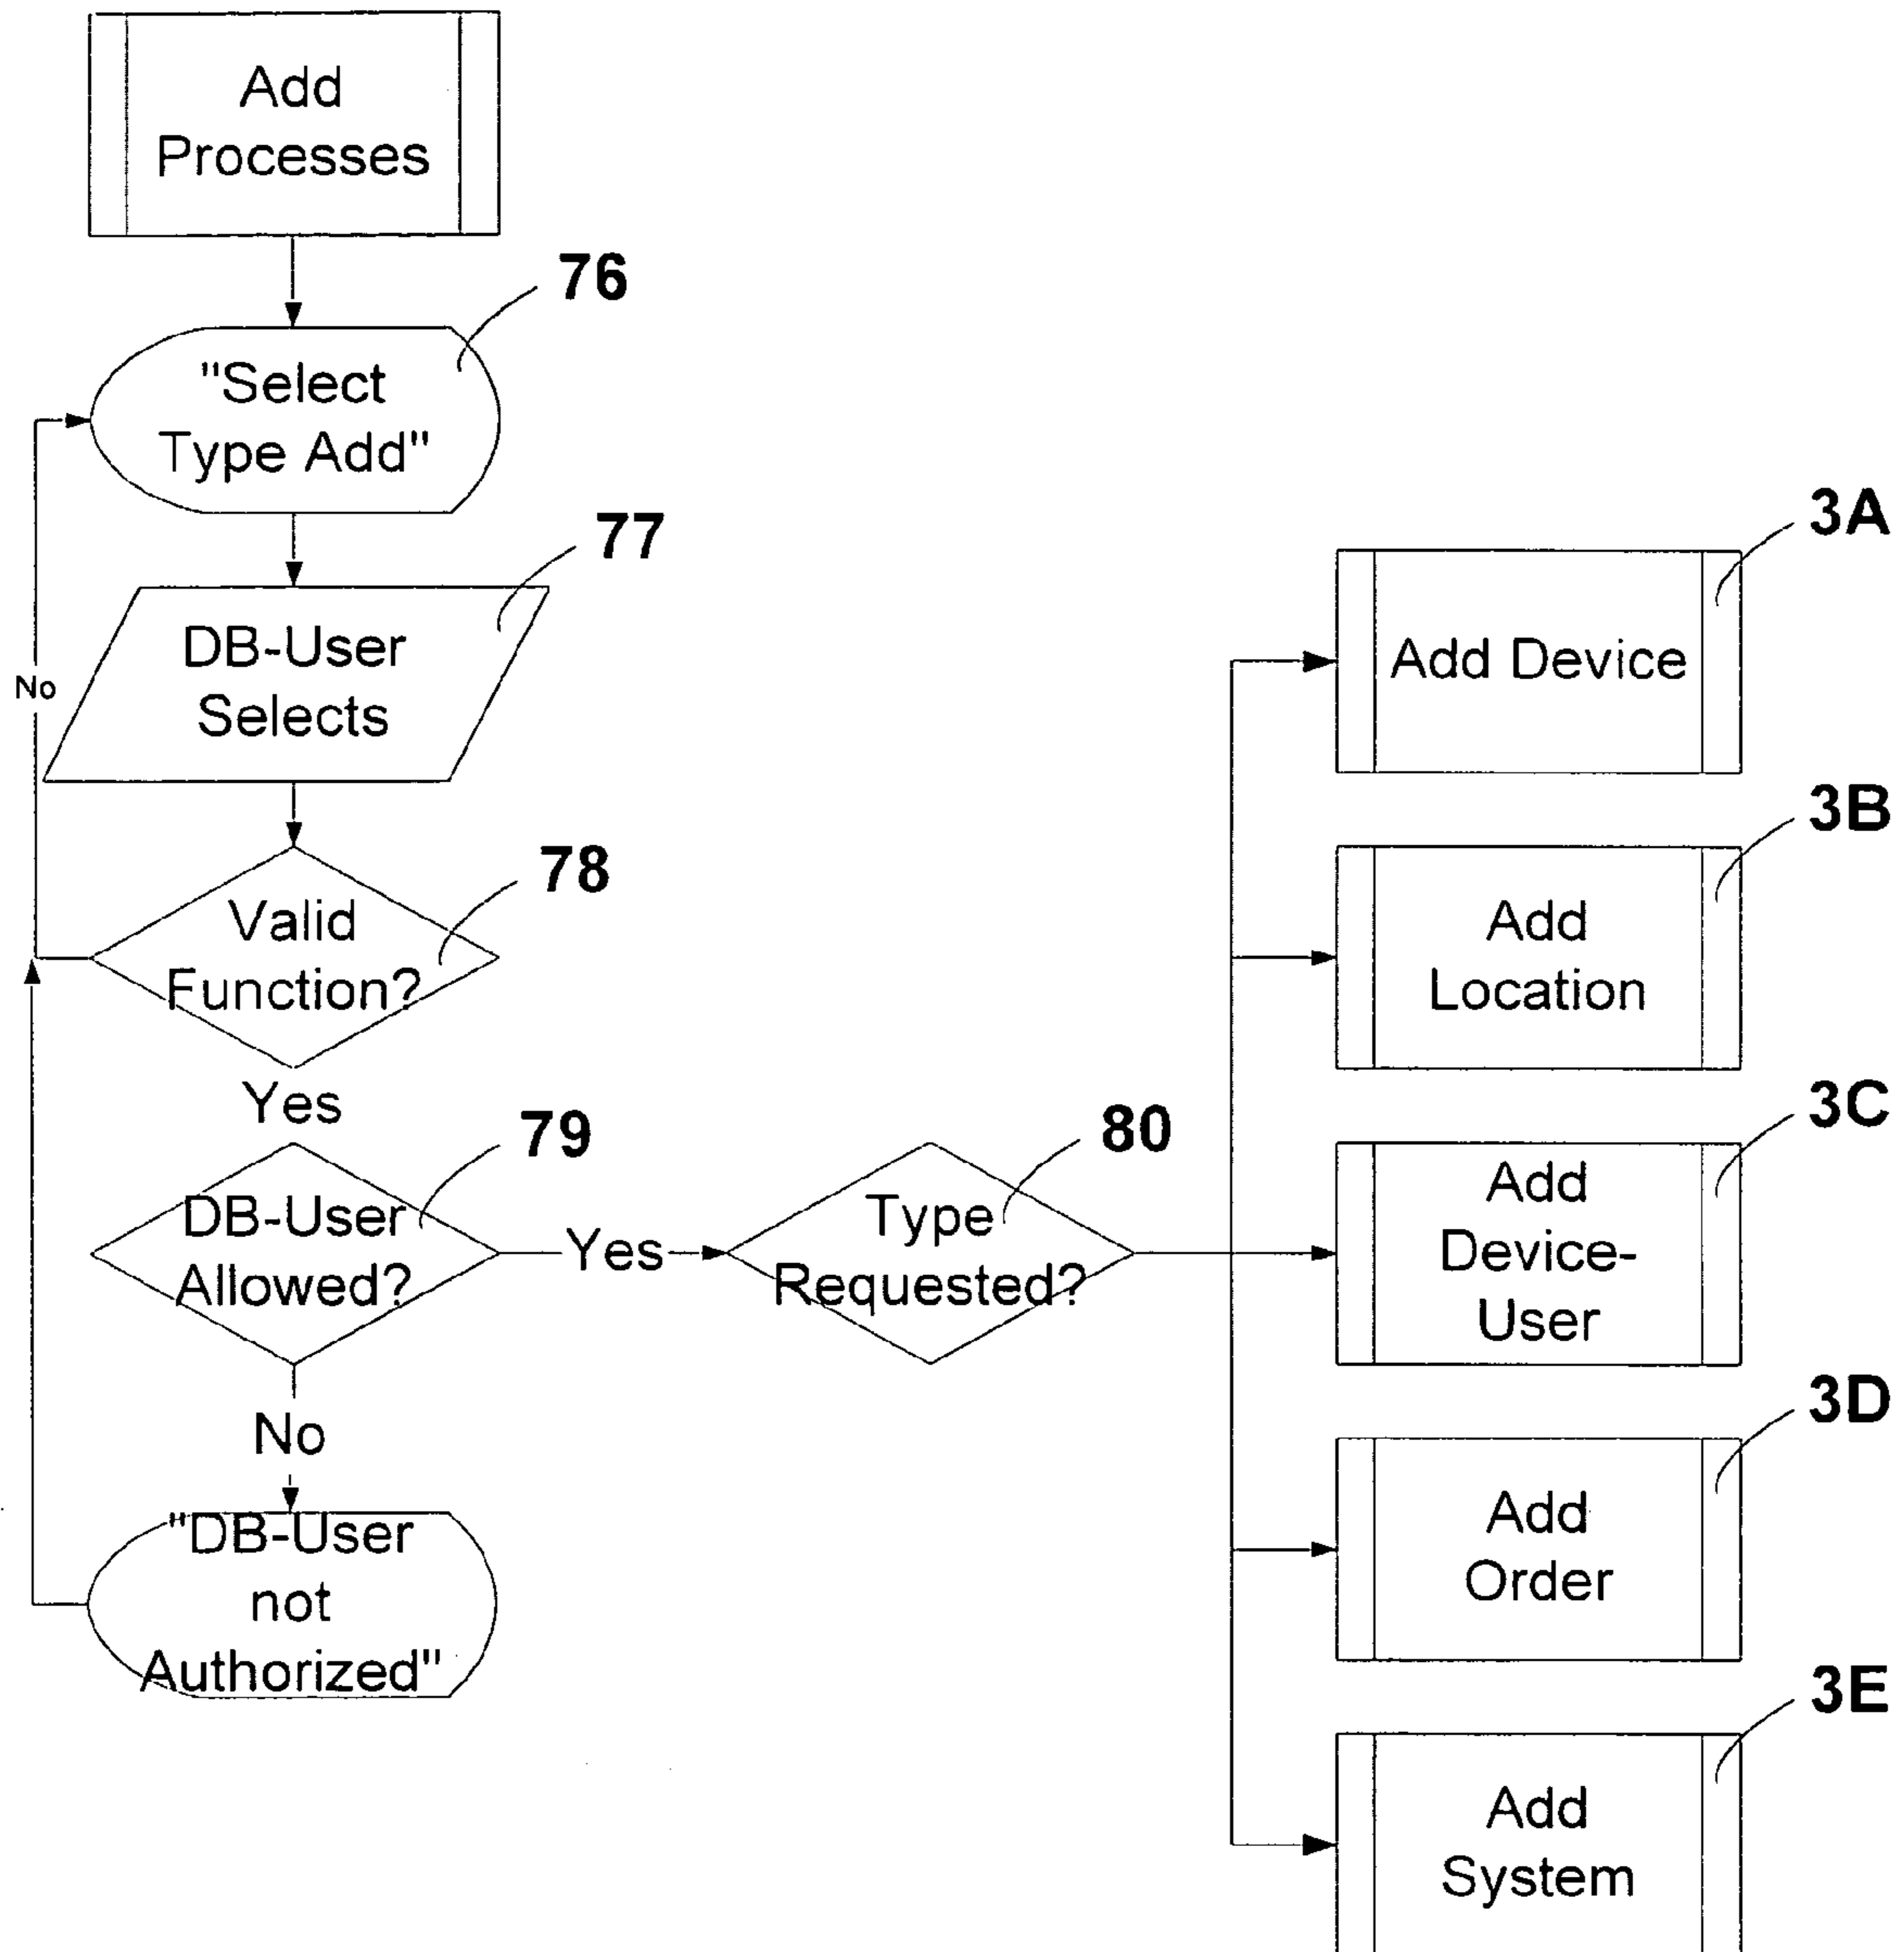 Add
Processes
76
"Select
Type Add"
77
DB-User
Selects
No
78
Valid
Function?
Yes
79
DB-User
Allowed?
Yes
80
Type
Requested?
No
"DB-User
not
Authorized"
3A
Add Device
3B
Add
Location
3C
Add
Device-
User
3D
Add
Order
3E
Add
System